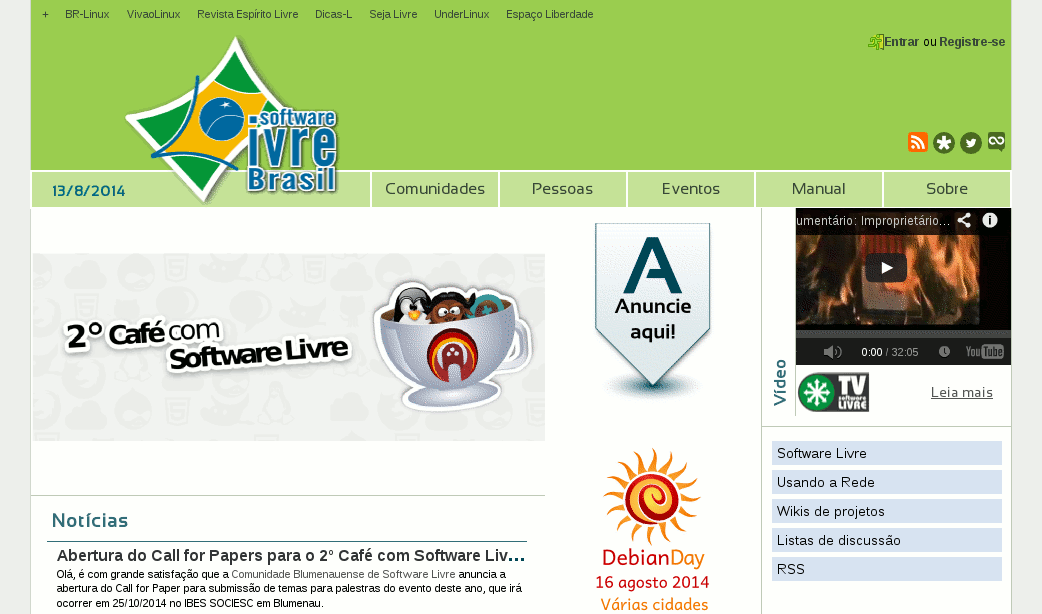 + BR-Linux VivaoLinux Revista Espírito Livre Dicas-L Seja Livre UnderLinux Espaço Liberdade
Entrar ou Registre-se
software
livre
Brasil
13/8/2014
Comunidades Pessoas Eventos Manual Sobre
2° Café com
Software Livre
A
Anuncie
aqui!
DebianDay
16 agosto 2014
Várias cidades
Notícias
Abertura do Call for Papers para o 2° Café com Software Liv...
Olá, é com grande satisfação que a Comunidade Blumenauense de Software Livre anuncia a
abertura do Call for Paper para submissão de temas para palestras do evento deste ano, que irá
ocorrer em 25/10/2014 no IBES SOCIESC em Blumenau.
Vídeo
umentário: Improprietário...
0:00 / 32:05
YouTube
TV
software
LIVRE
Leia mais
Software Livre
Usando a Rede
Wikis de projetos
Listas de discussão
RSS